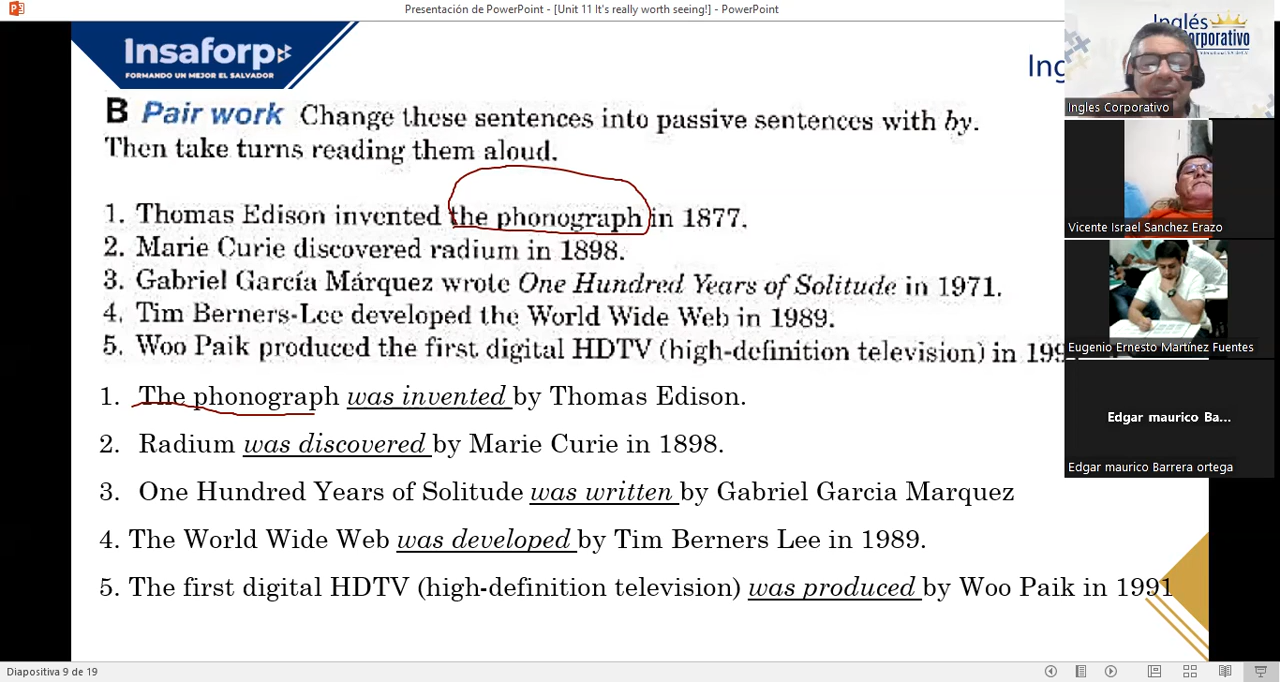 Presentación de PowerPoint - [Unit 11 It's really worth seeing!] - PowerPoint
Insaforp
FORMANDO UN MEJOR EL SALVADOR
Ing
Inglés
Corporativo
B Pair work Change these sentences into passive sentences with by.
Then take turns reading them aloud.
1. Thomas Edison invented the phonograph in 1877.
2. Marie Curie discovered radium in 1898.
3. Gabriel García Márquez wrote One Hundred Years of Solitude in 1971.
4. Tim Berners-Lee developed the World Wide Web in 1989.
5. Woo Paik produced the first digital HDTV (high-definition television) in 199
1. The phonograph was invented by Thomas Edison.
2. Radium was discovered by Marie Curie in 1898.
3. One Hundred Years of Solitude was written by Gabriel Garcia Marquez
4. The World Wide Web was developed by Tim Berners Lee in 1989.
5. The first digital HDTV (high-definition television) was produced by Woo Paik in 1991
Ingles Corporativo
Vicente Israel Sanchez Erazo
Eugenio Ernesto Martínez Fuentes
Edgar maurico Ba...
Edgar maurico Barrera ortega
Diapositiva 9 de 19